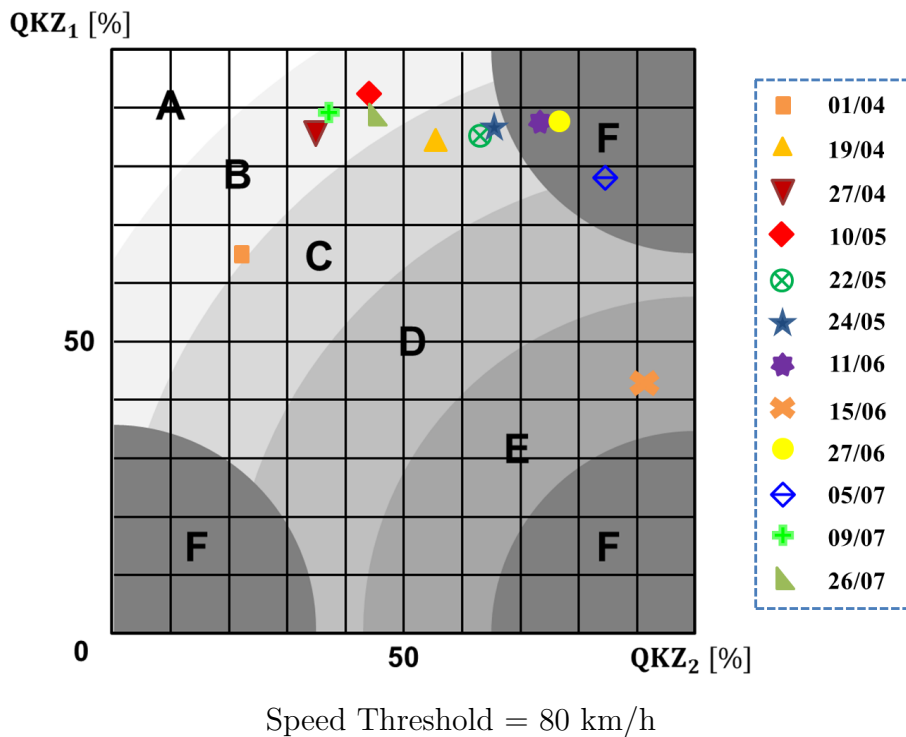 QKZ₁ [%]
A
F
B
C
50
D
E
F
F
0
50
QKZ₂ [%]
01/04
19/04
27/04
10/05
22/05
24/05
11/06
15/06
27/06
05/07
09/07
26/07
Speed Threshold = 80 km/h